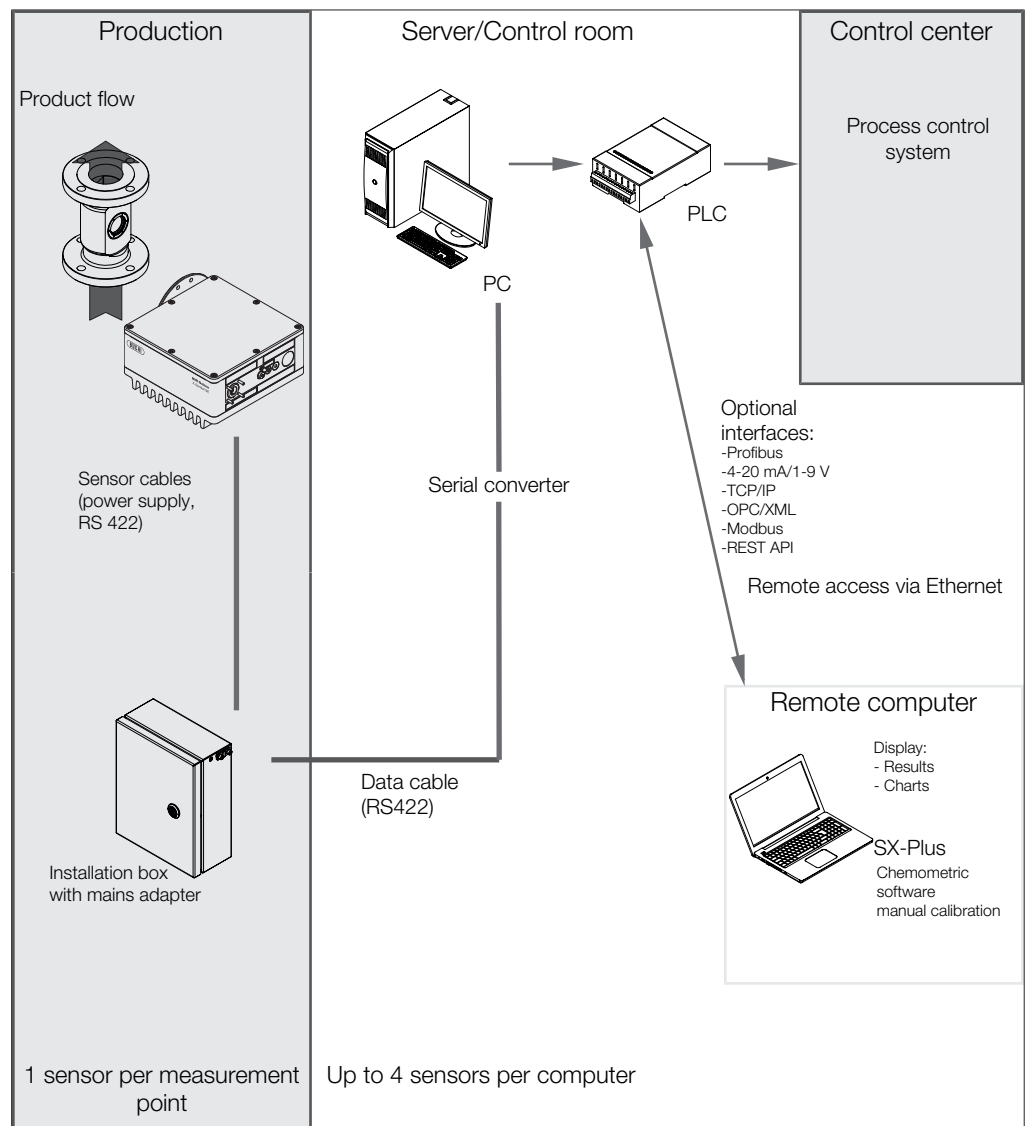 Production
Server/Control room
Control center
Product flow
Process control
system
PLC
PC
Optional
interfaces:
-Profibus
-4-20 mA/1-9 V
-TCP/IP
-OPC/XML
-Modbus
-REST API
Sensor cables
(power supply,
RS 422)
Serial converter
Remote access via Ethernet
Remote computer
Display:
- Results
- Charts
Data cable
(RS422)
SX-Plus
Chemometric
software
manual calibration
Installation box
with mains adapter
1 sensor per measurement
point
Up to 4 sensors per computer